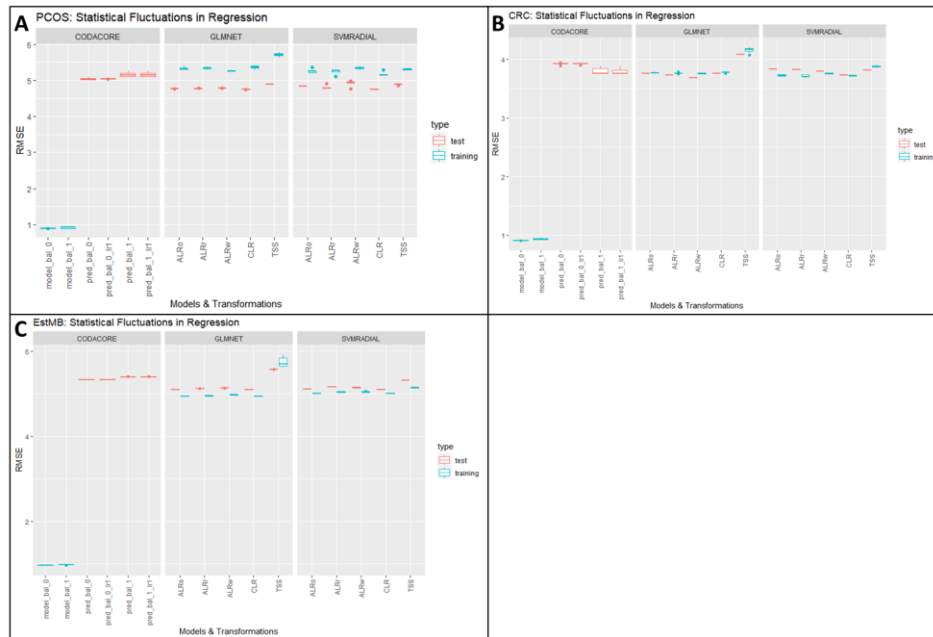 A
PCOS: Statistical Fluctuations in Regression
CODACORE
GLMNET
SVMRADIAL
6
5
4
3
2
1
RMSE
type
test
training
model_bal_0
model_bal_1
pred_bal_0
pred_bal_0_lr1
pred_bal_1
pred_bal_1_lr1
ALRo
ALRr
ALRw
CLR
TSS
ALRo
ALRr
ALRw
CLR
TSS
Models & Transformations
B
CRC: Statistical Fluctuations in Regression
CODACORE
GLMNET
SVMRADIAL
4
3
2
1
RMSE
type
test
training
model_bal_0
model_bal_1
pred_bal_0
pred_bal_0_lr1
pred_bal_1
pred_bal_1_lr1
ALRo
ALRr
ALRw
CLR
TSS
ALRo
ALRr
ALRw
CLR
TSS
Models & Transformations
C
EstMB: Statistical Fluctuations in Regression
CODACORE
GLMNET
SVMRADIAL
6
4
2
RMSE
type
test
training
model_bal_0
model_bal_1
pred_bal_0
pred_bal_0_lr1
pred_bal_1
pred_bal_1_lr1
ALRo
ALRr
ALRw
CLR
TSS
ALRo
ALRr
ALRw
CLR
TSS
Models & Transformations